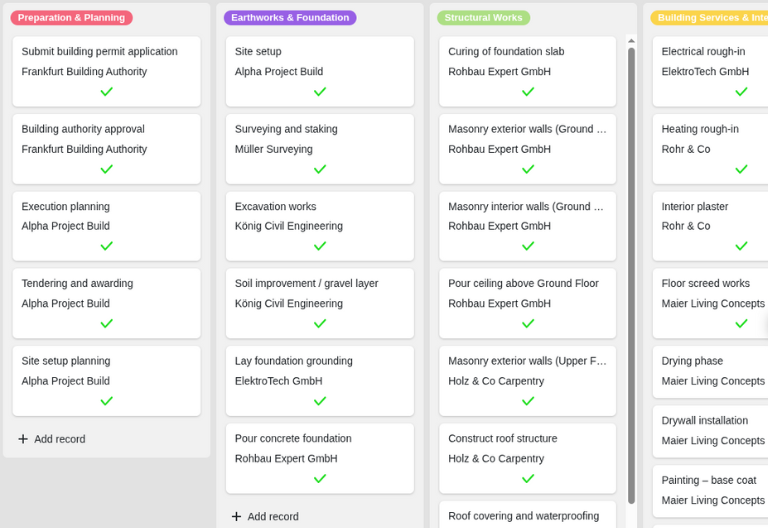 Preparation & Planning
Submit building permit application
Frankfurt Building Authority
Building authority approval
Frankfurt Building Authority
Execution planning
Alpha Project Build
Tendering and awarding
Alpha Project Build
Site setup planning
Alpha Project Build
Add record
Earthworks & Foundation
Site setup
Alpha Project Build
Surveying and staking
Müller Surveying
Excavation works
König Civil Engineering
Soil improvement / gravel layer
König Civil Engineering
Lay foundation grounding
ElektroTech GmbH
Pour concrete foundation
Rohbau Expert GmbH
Add record
Structural Works
Curing of foundation slab
Rohbau Expert GmbH
Masonry exterior walls (Ground ...
Rohbau Expert GmbH
Masonry interior walls (Ground ...
Rohbau Expert GmbH
Pour ceiling above Ground Floor
Rohbau Expert GmbH
Masonry exterior walls (Upper F...
Holz & Co Carpentry
Construct roof structure
Holz & Co Carpentry
Roof covering and waterproofing
Building Services & Inte
Electrical rough-in
ElektroTech GmbH
Heating rough-in
Rohr & Co
Interior plaster
Rohr & Co
Floor screed works
Maier Living Concepts
Drying phase
Maier Living Concepts
Drywall installation
Maier Living Concepts
Painting – base coat
Maier Living Concepts